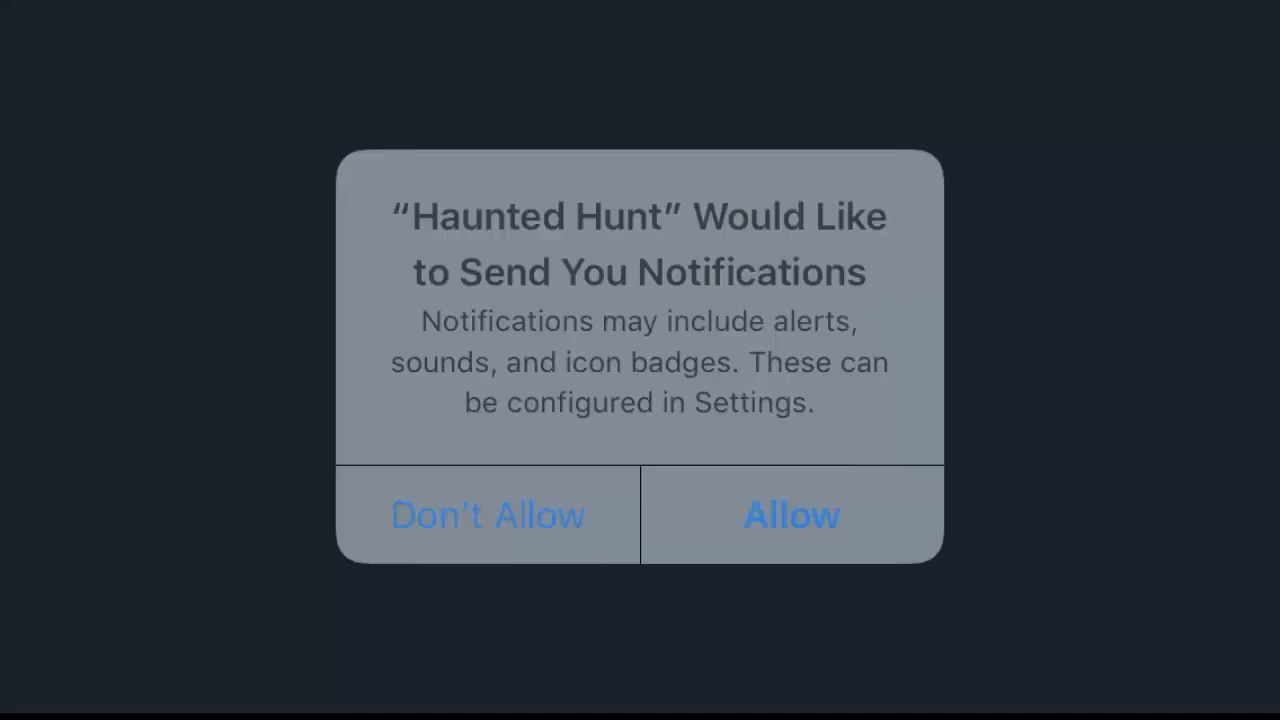 “Haunted Hunt” Would Like
to Send You Notifications
Notifications may include alerts,
sounds, and icon badges. These can
be configured in Settings.
Don’t Allow
Allow